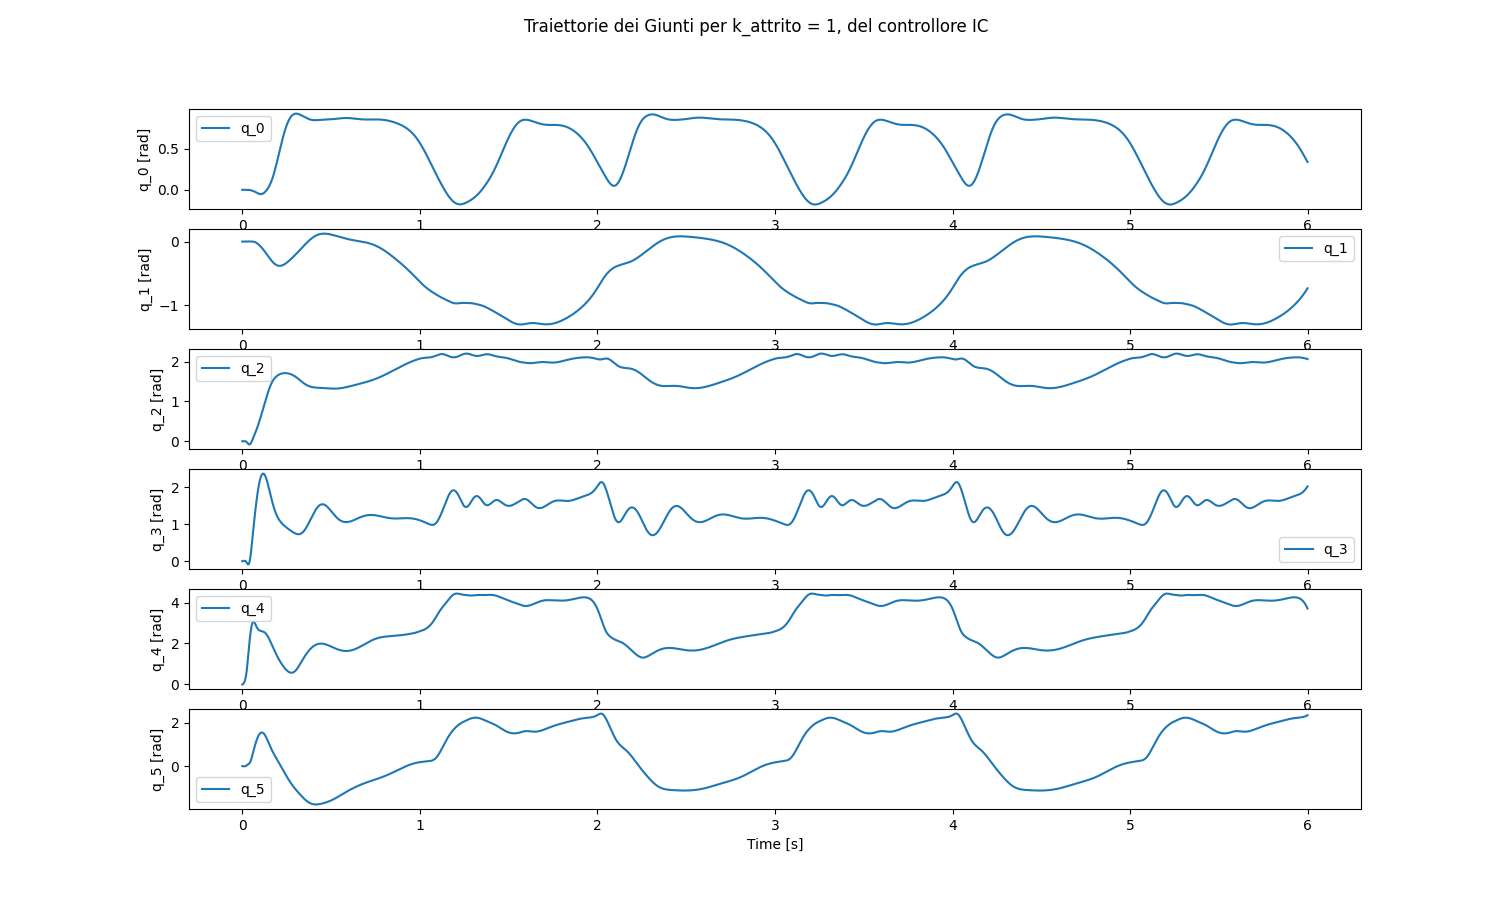 Traiettorie dei Giunti per k_attrito = 1, del controllore IC
q_0 [rad]
0.5
0.0
q_0
0 1 2 3 4 5 6
q_1 [rad]
0
−1
q_1
0 1 2 3 4 5 6
q_2 [rad]
2
1
0
q_2
0 1 2 3 4 5 6
q_3 [rad]
2
1
0
q_3
0 1 2 3 4 5 6
q_4 [rad]
4
2
0
q_4
0 1 2 3 4 5 6
q_5 [rad]
2
0
q_5
0 1 2 3 4 5 6
Time [s]